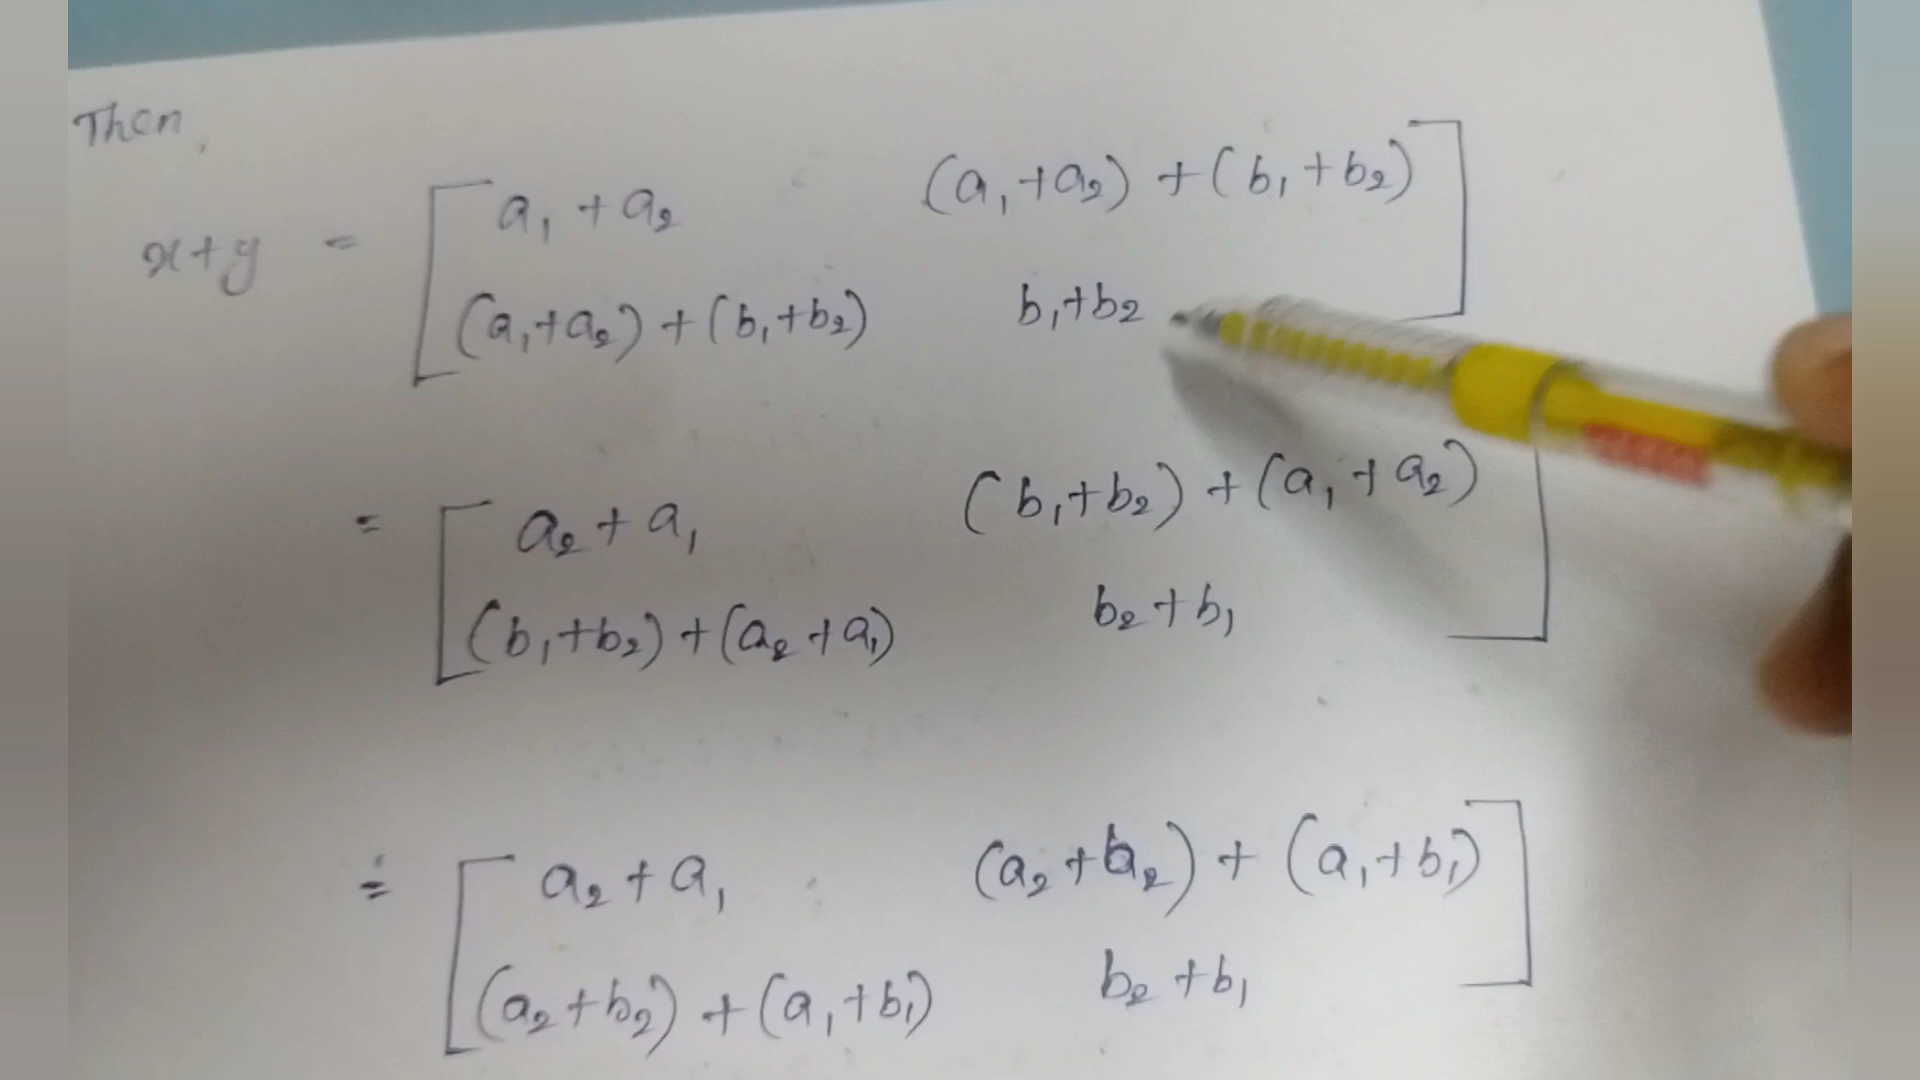 Then,
x+y = [ a₁ + a₂ (a₁+a₂) + (b₁+b₂)
(a₁+a₂) + (b₁+b₂) b₁+b₂ ]
= [ a₂ + a₁ (b₁+b₂) + (a₁ + a₂)
(b₁+b₂) + (a₂ + a₁) b₂ + b₁ ]
= [ a₂ + a₁ (a₂ + b₂) + (a₁+b₁)
(a₂+b₂) + (a₁+b₁) b₂ + b₁ ]